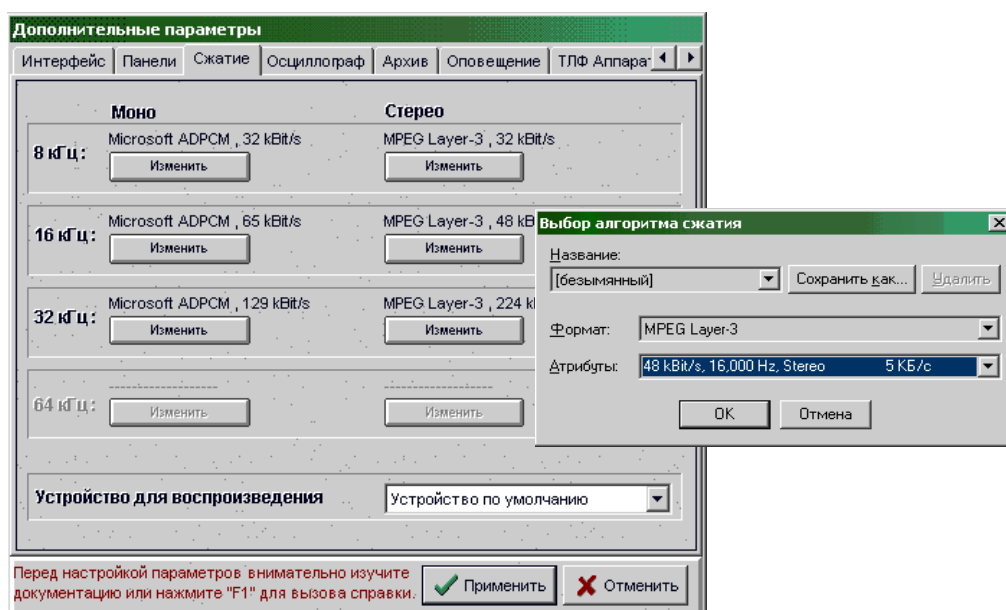 Дополнительные параметры
Интерфейс Панели Сжатие Осциллограф Архив Оповещение ТЛФ Аппарат
Моно Стерео
8 кГц:
Microsoft ADPCM , 32 kBit/s MPEG Layer-3 , 32 kBit/s
Изменить Изменить
16 кГц:
Microsoft ADPCM , 65 kBit/s MPEG Layer-3 , 48 kB
Изменить Изменить
32 кГц:
Microsoft ADPCM , 129 kBit/s MPEG Layer-3 , 224 k
Изменить Изменить
64 кГц:
Изменить Изменить
Устройство для воспроизведения Устройство по умолчанию
Перед настройкой параметров внимательно изучите
документацию или нажмите "F1" для вызова справки.
Применить Отменить
Выбор алгоритма сжатия
Название:
[безымянный] Сохранить как... Удалить
Формат: MPEG Layer-3
Атрибуты: 48 kBit/s, 16,000 Hz, Stereo 5 КБ/с
OK Отмена